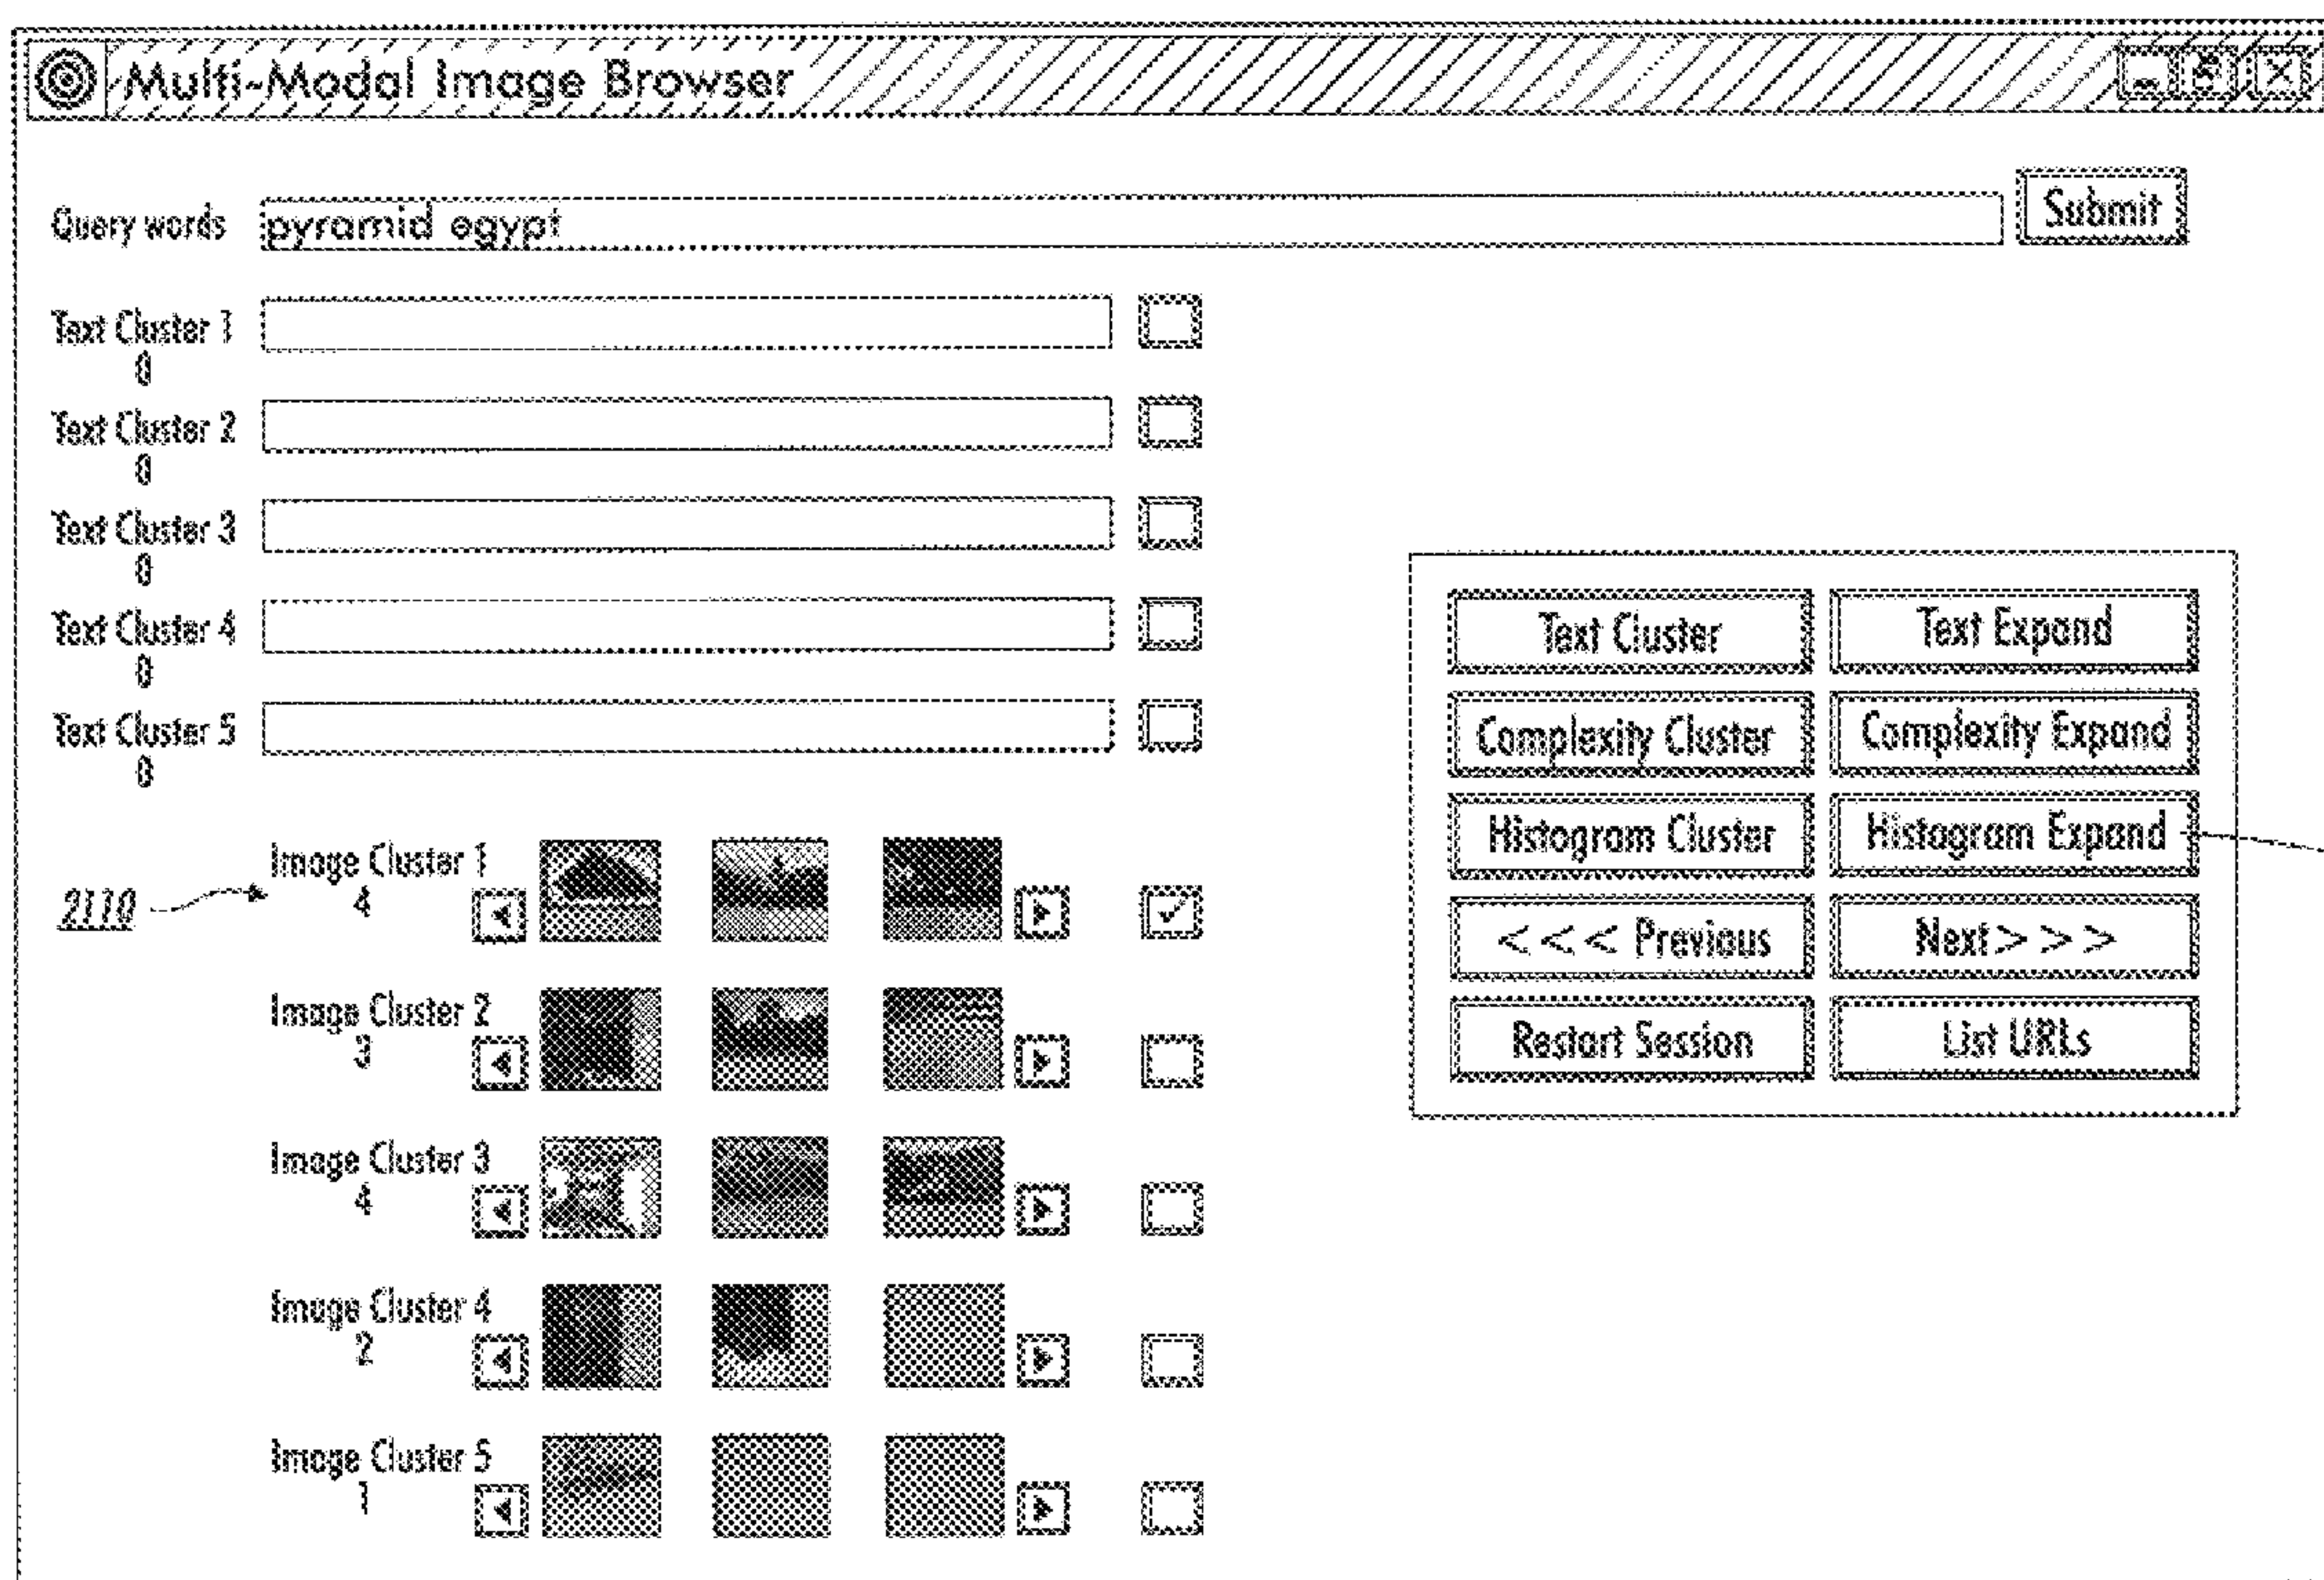 Multi-Modal Image Browser
Query words pyramid egypt Submit
Text Cluster 1
0
Text Cluster 2
0
Text Cluster 3
0
Text Cluster 4
0
Text Cluster 5
0
Text Cluster Text Expand
Complexity Cluster Complexity Expand
Histogram Cluster Histogram Expand
<<< Previous Next>>>
Restart Session List URLs
2110
Image Cluster 1
4
Image Cluster 2
3
Image Cluster 3
4
Image Cluster 4
2
Image Cluster 5
1